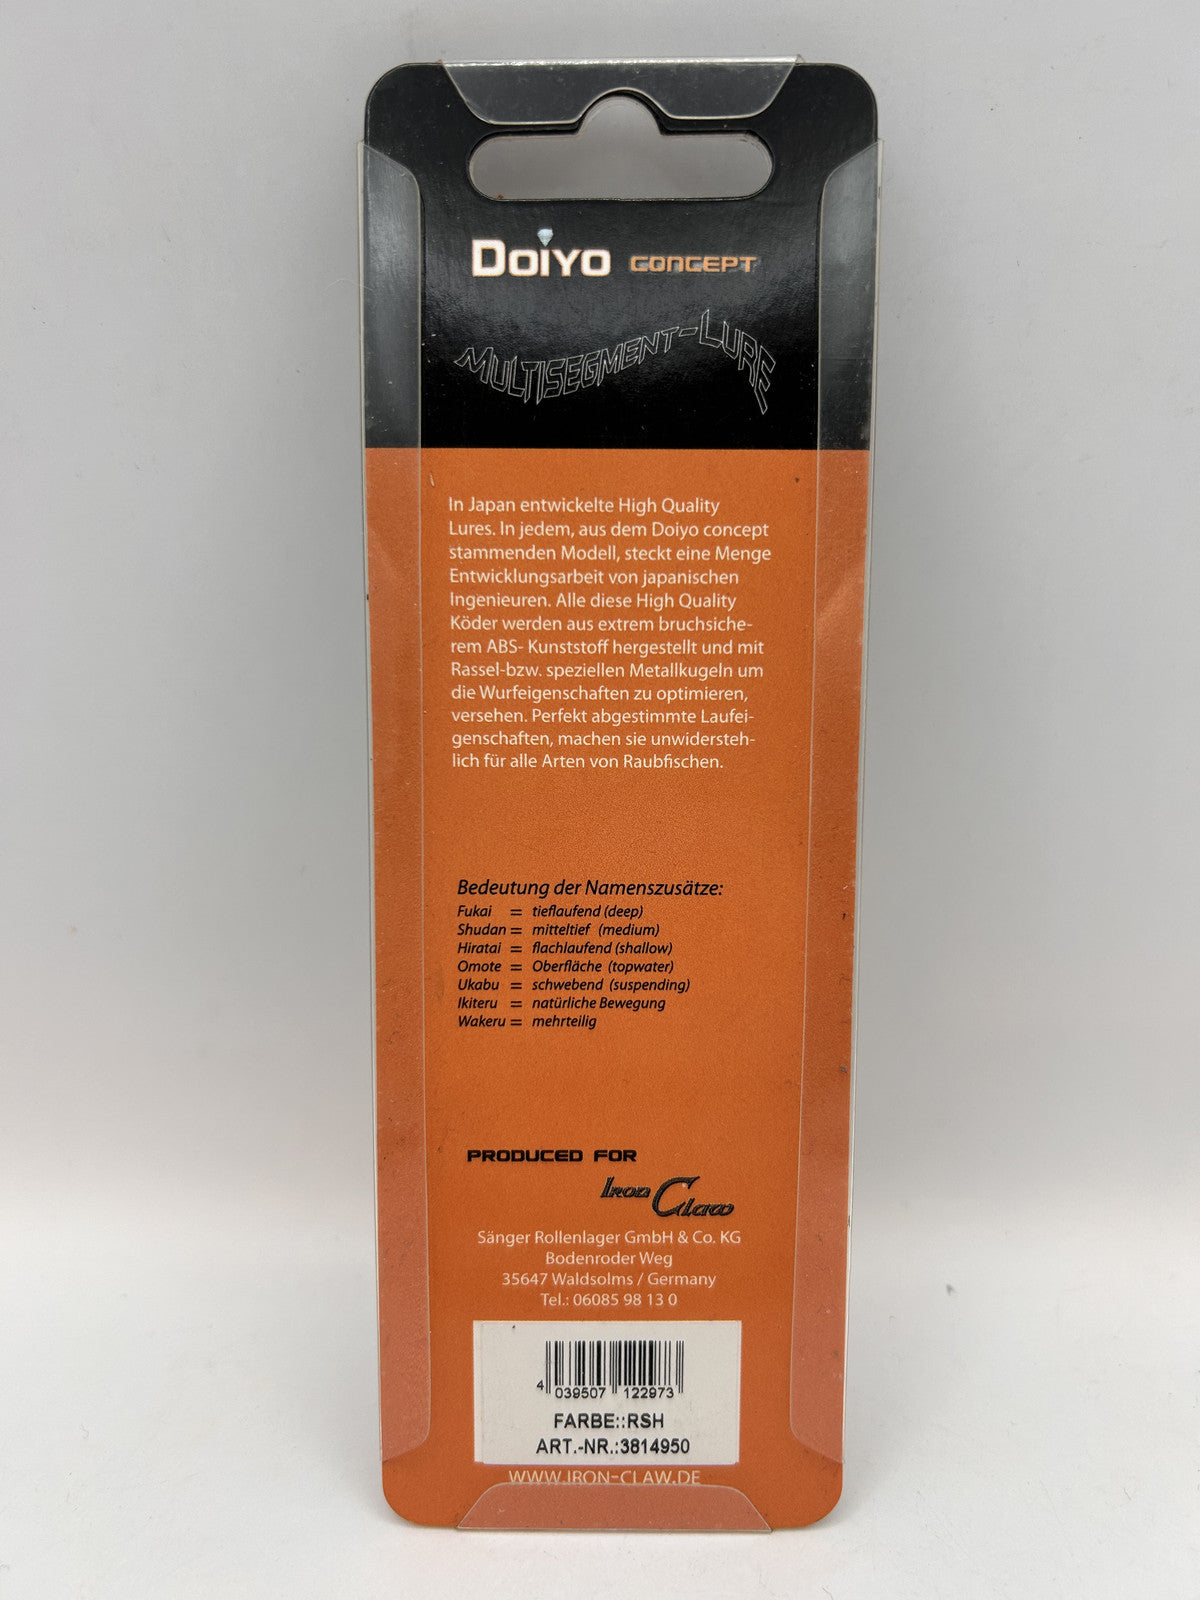 DOIYO CONCEPT
MULTISEGMENT-LURE
In Japan entwickelte High Quality
Lures. In jedem, aus dem Doiyo concept
stammenden Modell, steckt eine Menge
Entwicklungsarbeit von japanischen
Ingenieuren. Alle diese High Quality
Köder werden aus extrem bruchsiche-
rem ABS- Kunststoff hergestellt und mit
Rassel-bzw. speziellen Metallkugeln um
die Wurfeigenschaften zu optimieren,
versehen. Perfekt abgestimmte Laufei-
genschaften, machen sie unwidersteh-
lich für alle Arten von Raubfischen.
Bedeutung der Namenszusätze:
Fukai = tieflaufend (deep)
Shudan = mitteltief (medium)
Hiratai = flachlaufend (shallow)
Omote = Oberfläche (topwater)
Ukabu = schwebend (suspending)
Ikiteru = natürliche Bewegung
Wakeru = mehrteilig
PRODUCED FOR
Iron Claw
Sänger Rollenlager GmbH & Co. KG
Bodenroder Weg
35647 Waldsolms / Germany
Tel.: 06085 98 13 0
4 039507 122973
FARBE::RSH
ART.-NR.:3814950
WWW.IRON-CLAW.DE